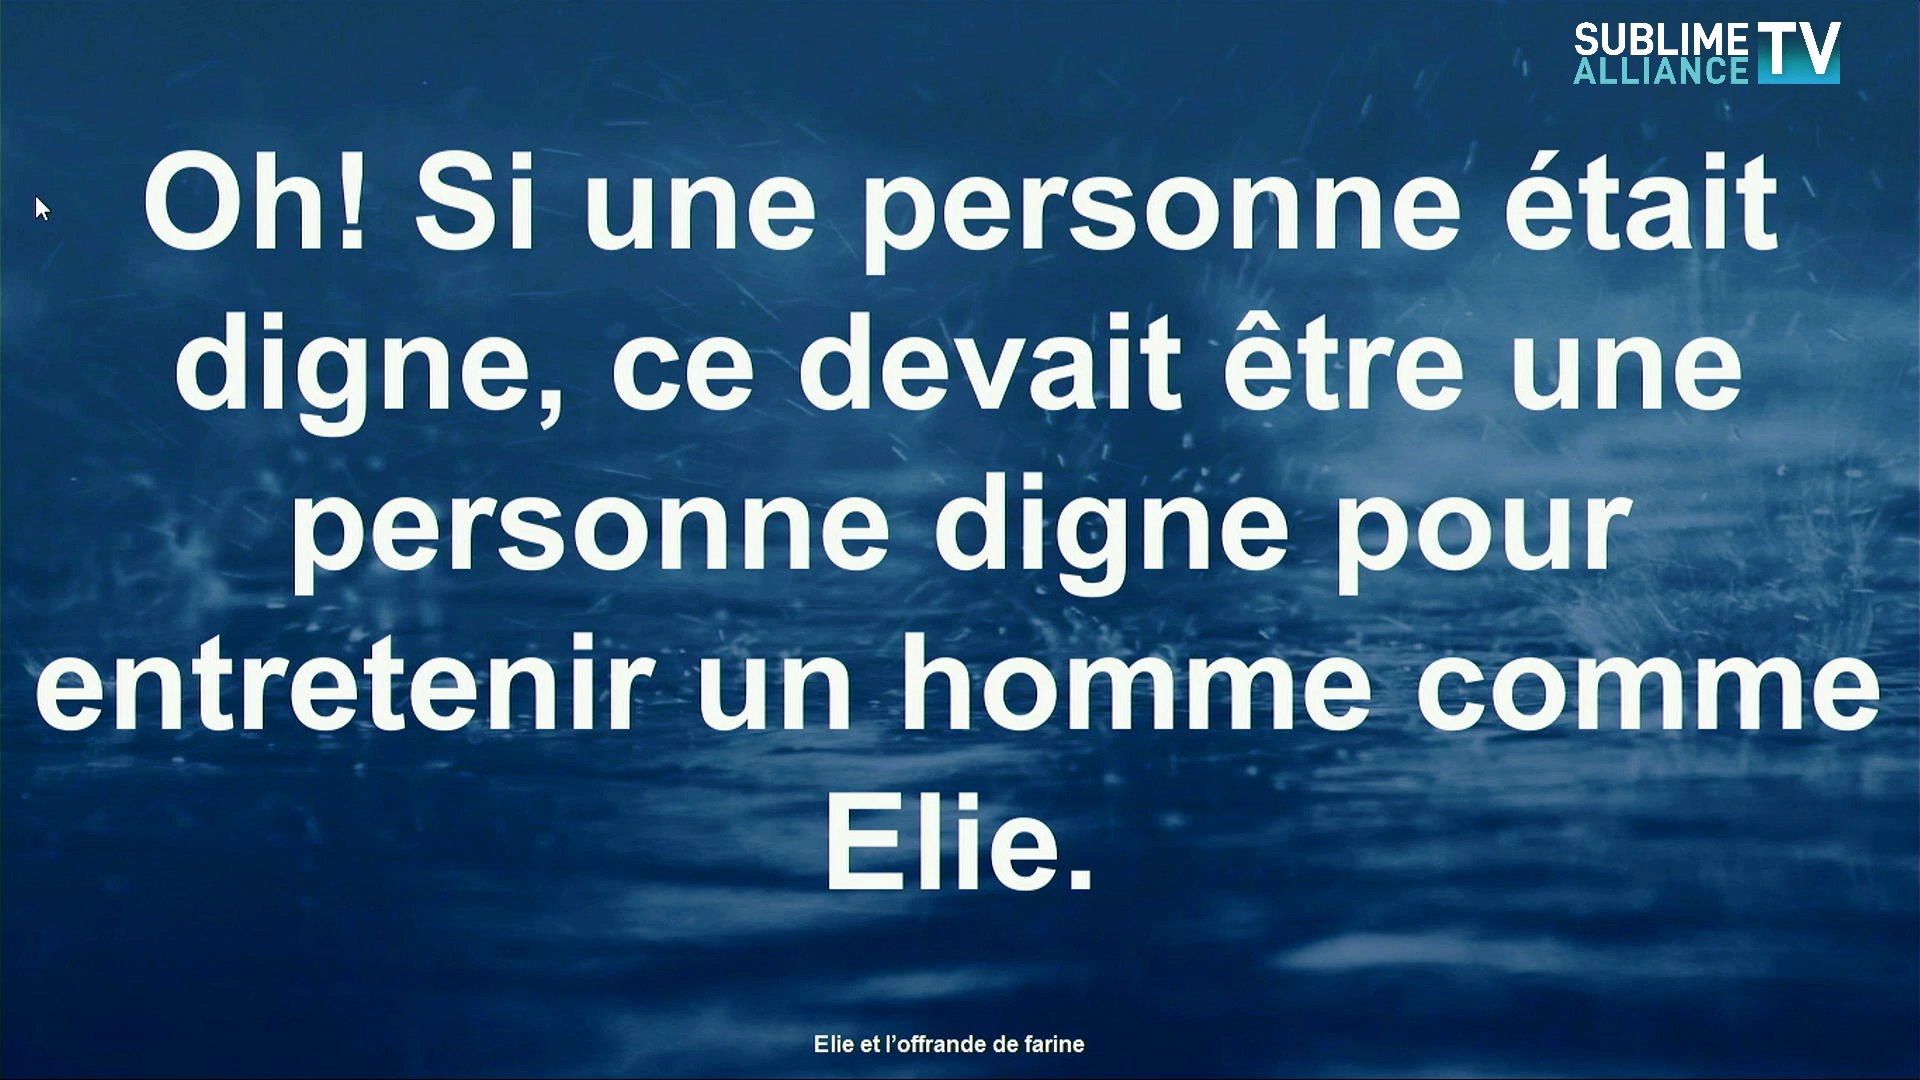 SUBLIME
ALLIANCE TV
Oh! Si une personne était
digne, ce devait être une
personne digne pour
entretenir un homme comme
Elie.
Elie et l’offrande de farine